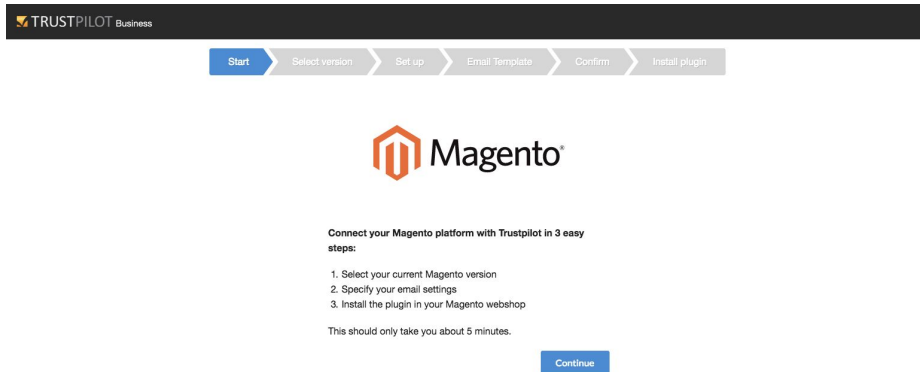 TRUSTPILOT Business
Start Select version Set up Email Template Confirm Install plugin
Magento®
Connect your Magento platform with Trustpilot in 3 easy
steps:
1. Select your current Magento version
2. Specify your email settings
3. Install the plugin in your Magento webshop
This should only take you about 5 minutes.
Continue